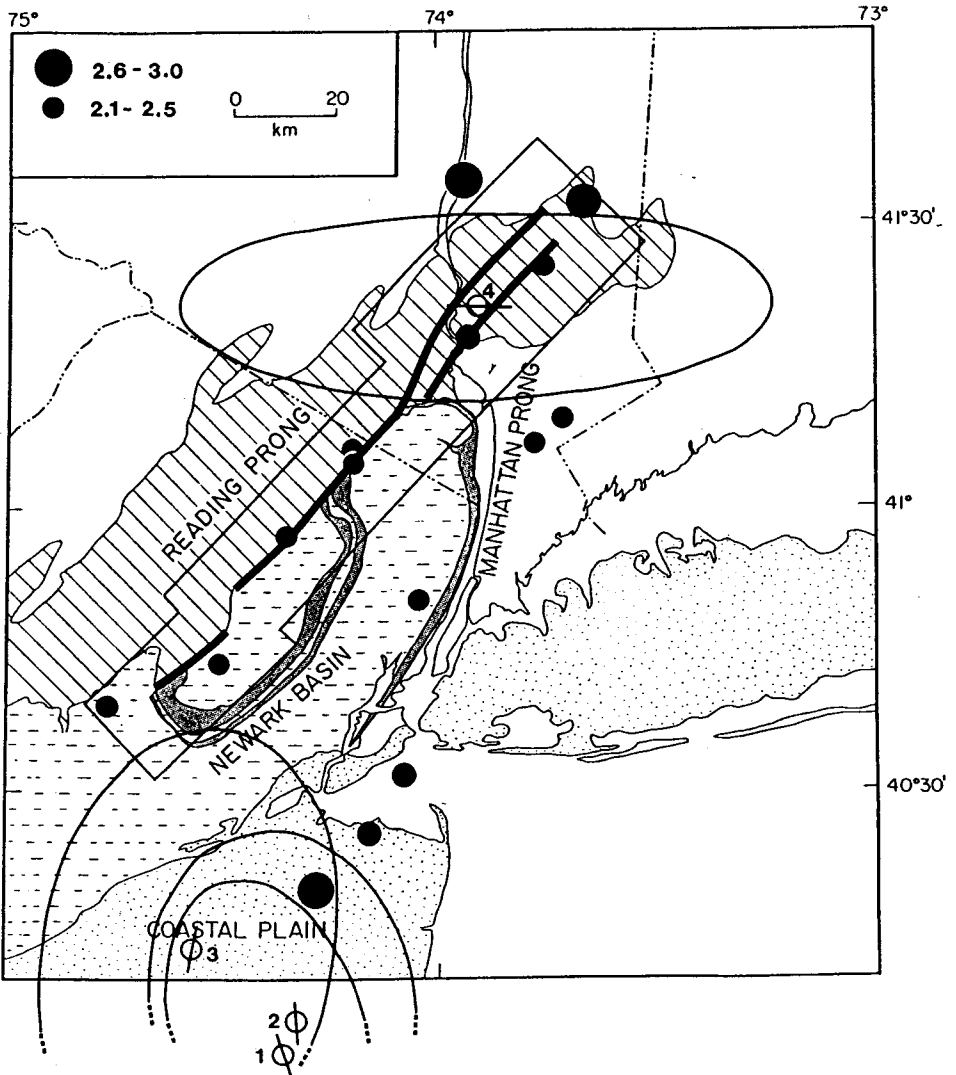 75° 74° 73°
2.6 - 3.0
2.1 - 2.5
0 20
km
41°30'
4
READING PRONG
MANHATTAN PRONG
41°
NEWARK BASIN
40°30'
COASTAL PLAIN
3
2
1